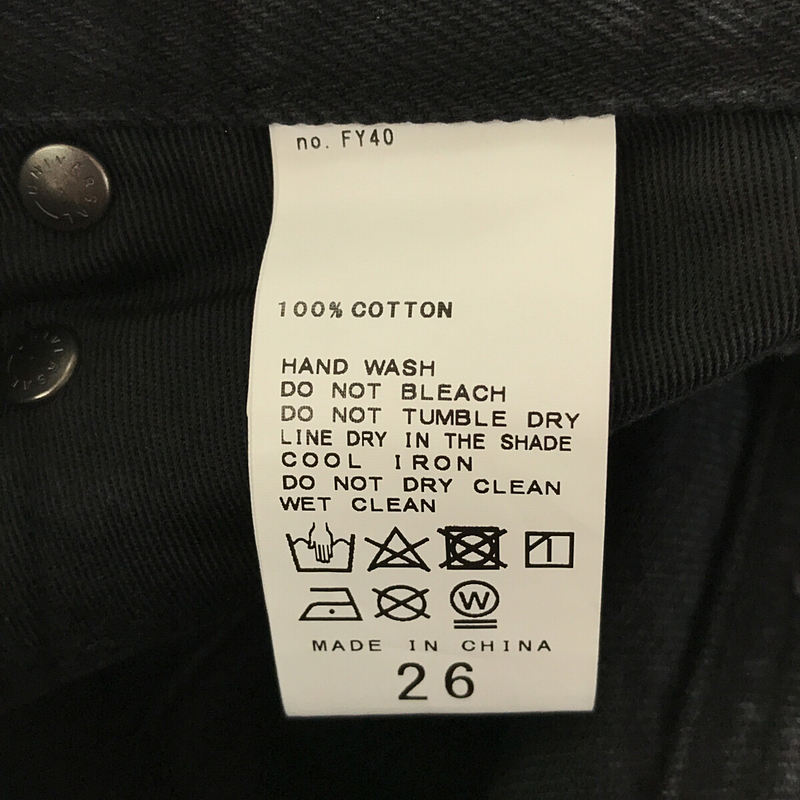 no. FY40
UNIVERSAL
100% COTTON
HAND WASH
DO NOT BLEACH
DO NOT TUMBLE DRY
LINE DRY IN THE SHADE
COOL IRON
DO NOT DRY CLEAN
WET CLEAN
W
MADE IN CHINA
26